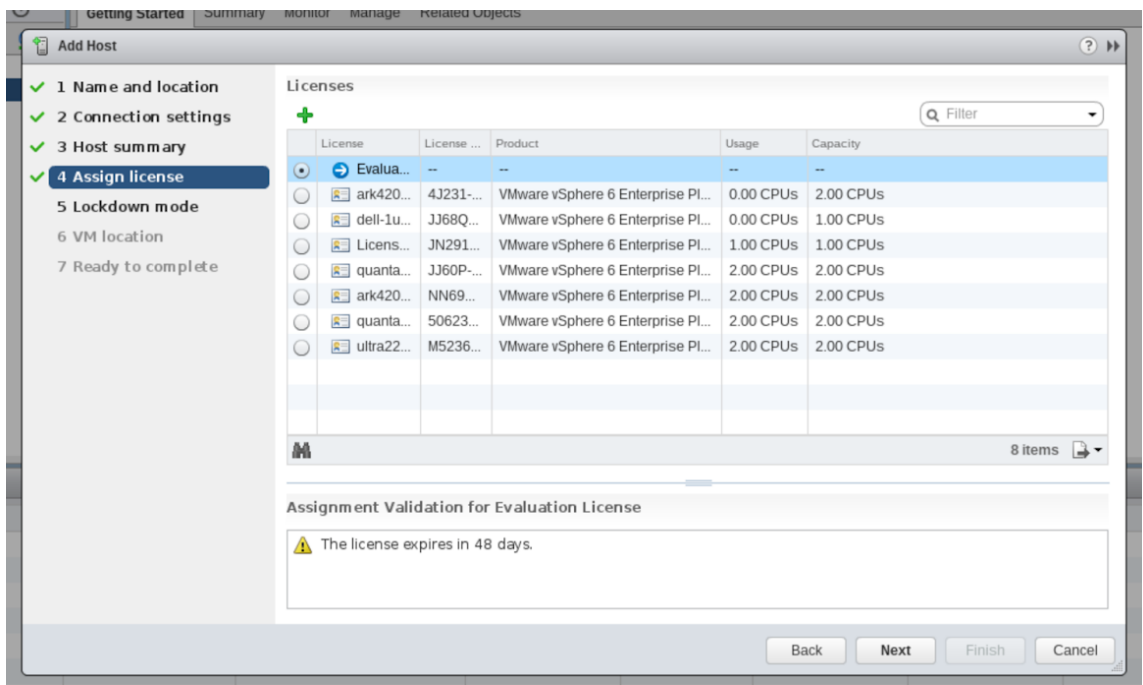 Getting Started Summary Monitor Manage Related Objects
Add Host
?
1 Name and location
2 Connection settings
3 Host summary
4 Assign license
5 Lockdown mode
6 VM location
7 Ready to complete
Licenses
Filter
License License ... Product Usage Capacity
Evalua... -- -- -- --
ark420... 4J231-... VMware vSphere 6 Enterprise Pl... 0.00 CPUs 2.00 CPUs
dell-1u... JJ68Q... VMware vSphere 6 Enterprise Pl... 0.00 CPUs 1.00 CPUs
Licens... JN291... VMware vSphere 6 Enterprise Pl... 1.00 CPUs 1.00 CPUs
quanta... JJ60P-... VMware vSphere 6 Enterprise Pl... 2.00 CPUs 2.00 CPUs
ark420... NN69... VMware vSphere 6 Enterprise Pl... 2.00 CPUs 2.00 CPUs
quanta... 50623... VMware vSphere 6 Enterprise Pl... 2.00 CPUs 2.00 CPUs
ultra22... M5236... VMware vSphere 6 Enterprise Pl... 2.00 CPUs 2.00 CPUs
8 items
Assignment Validation for Evaluation License
The license expires in 48 days.
Back Next Finish Cancel